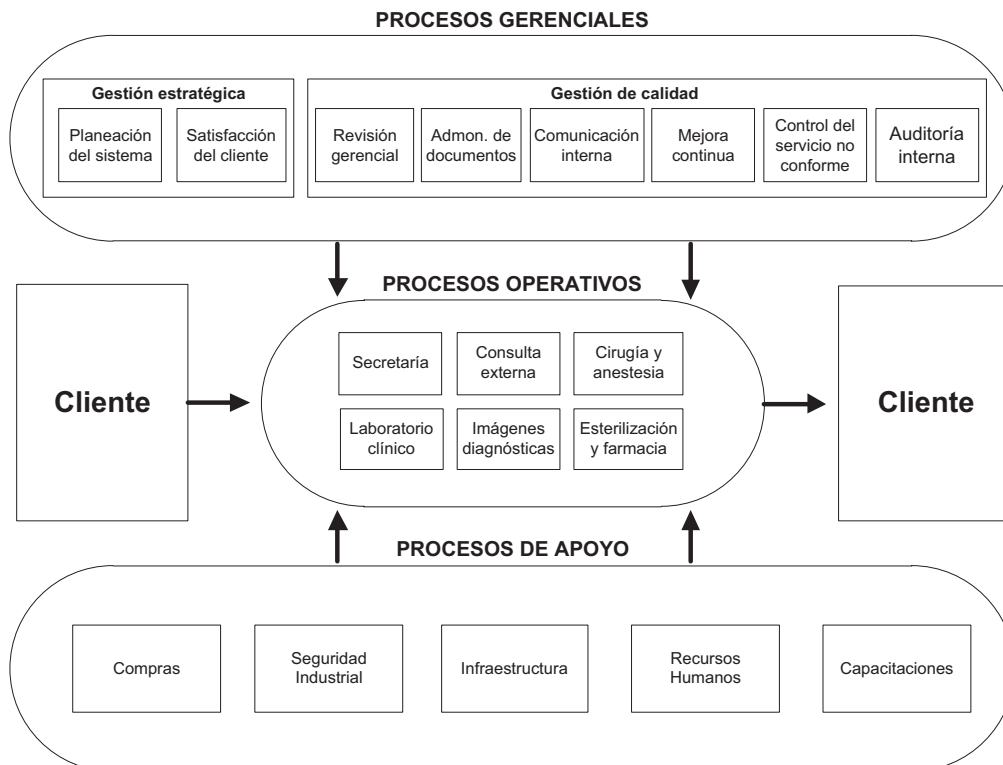 PROCESOS GERENCIALES
Gestión estratégica
Planeación
del sistema
Satisfacción
del cliente
Gestión de calidad
Revisión
gerencial
Admon. de
documentos
Comunicación
interna
Mejora
continua
Control del
servicio no
conforme
Auditoría
interna
PROCESOS OPERATIVOS
Cliente
Secretaría
Consulta
externa
Cirugía y
anestesia
Laboratorio
clínico
Imágenes
diagnósticas
Esterilización
y farmacia
Cliente
PROCESOS DE APOYO
Compras
Seguridad
Industrial
Infraestructura
Recursos
Humanos
Capacitaciones